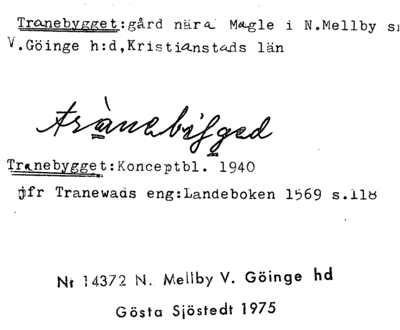 Tranebygget:gård nära Magle i N.Mellby s
V.Göinge h:d,Kristianstads län
trànabiged
Tranebygget:Konceptbl. 1940
jfr Tranewads eng:Landeboken 1569 s.118
Nr 14372 N. Mellby V. Göinge hd
Gösta Sjöstedt 1975